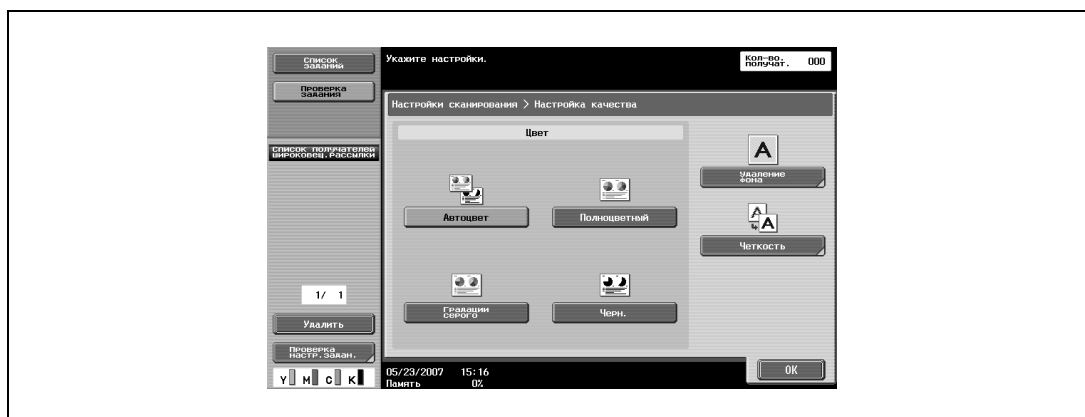 Список
заданий
Проверка
задания
Список получателей
широковещ.рассылки
1/ 1
Удалить
Проверка
настр.задан.
Y M C K
Укажите настройки.
Кол-во.
получат. 000
Настройки сканирования > Настройка качества
Цвет
Автоцвет
Полноцветный
Градации
серого
Черн.
A
Удаление
фона
A
A
Четкость
05/23/2007 15:16
Память 0%
OK